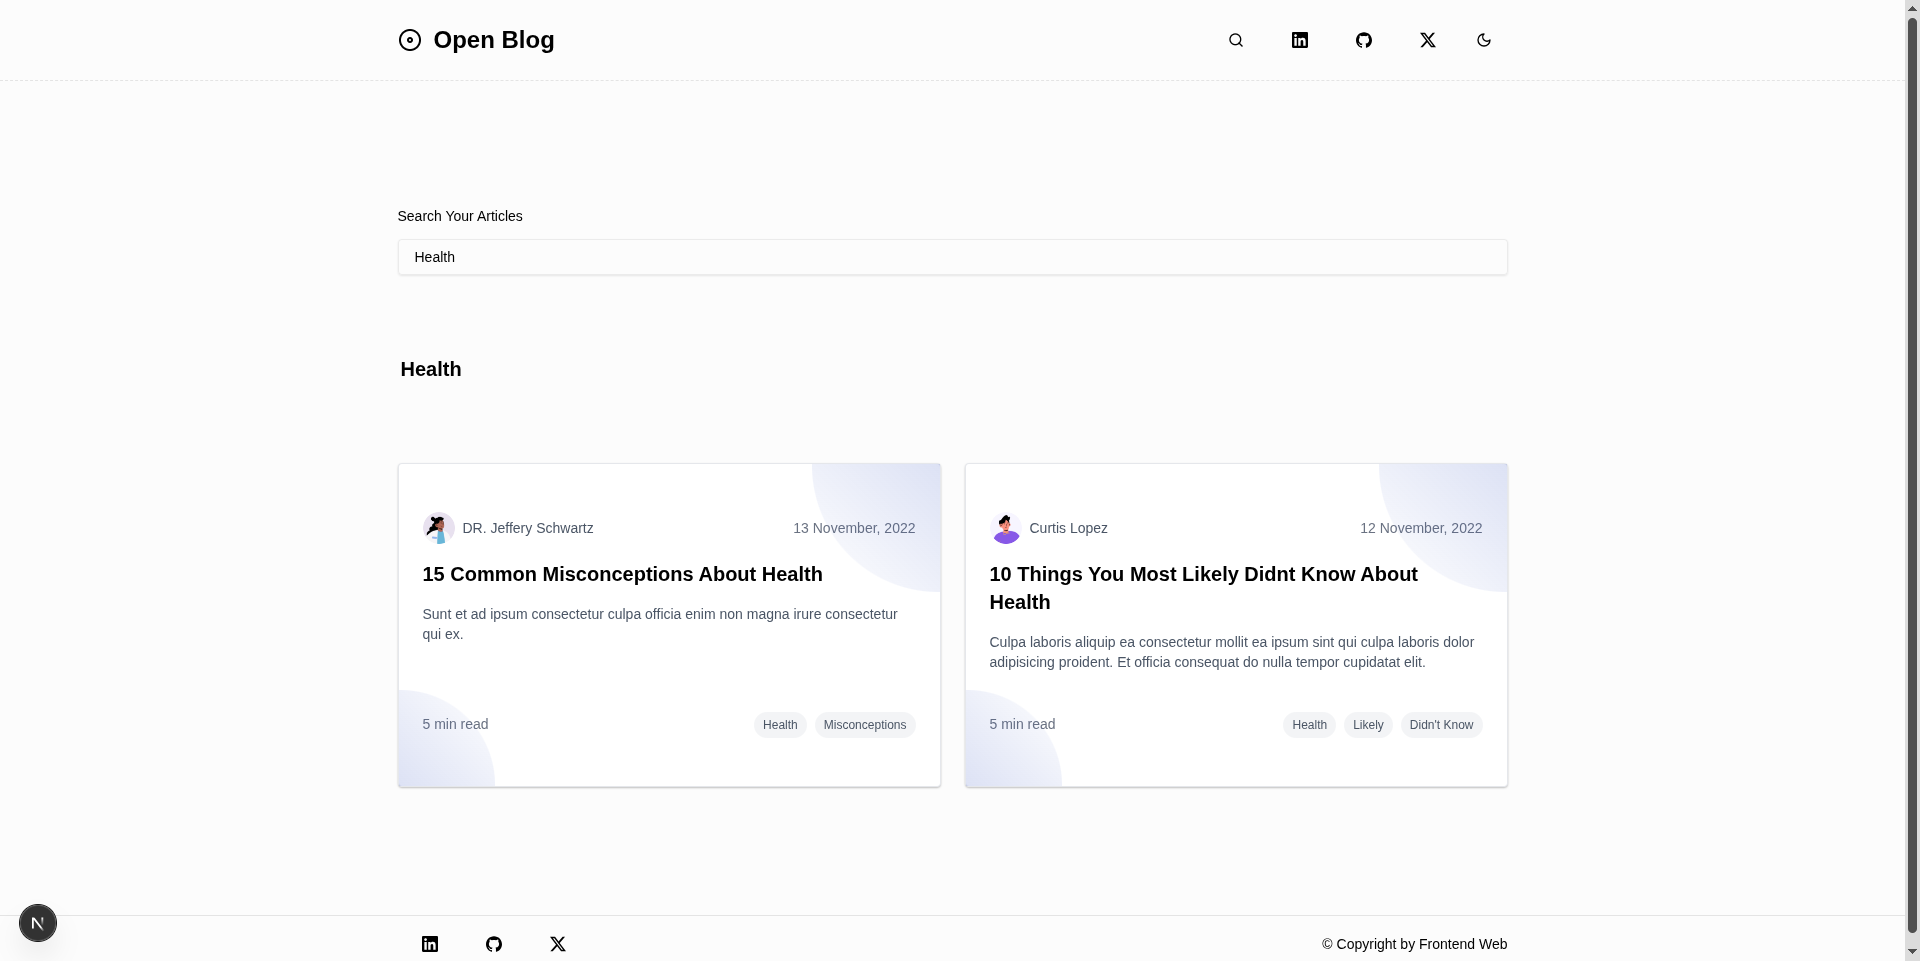 Open Blog
Search Your Articles
Health
Health
DR. Jeffery Schwartz
13 November, 2022
15 Common Misconceptions About Health
Sunt et ad ipsum consectetur culpa officia enim non magna irure consectetur
qui ex.
5 min read
Health
Misconceptions
Curtis Lopez
12 November, 2022
10 Things You Most Likely Didnt Know About
Health
Culpa laboris aliquip ea consectetur mollit ea ipsum sint qui culpa laboris dolor
adipisicing proident. Et officia consequat do nulla tempor cupidatat elit.
5 min read
Health
Likely
Didn't Know
© Copyright by Frontend Web